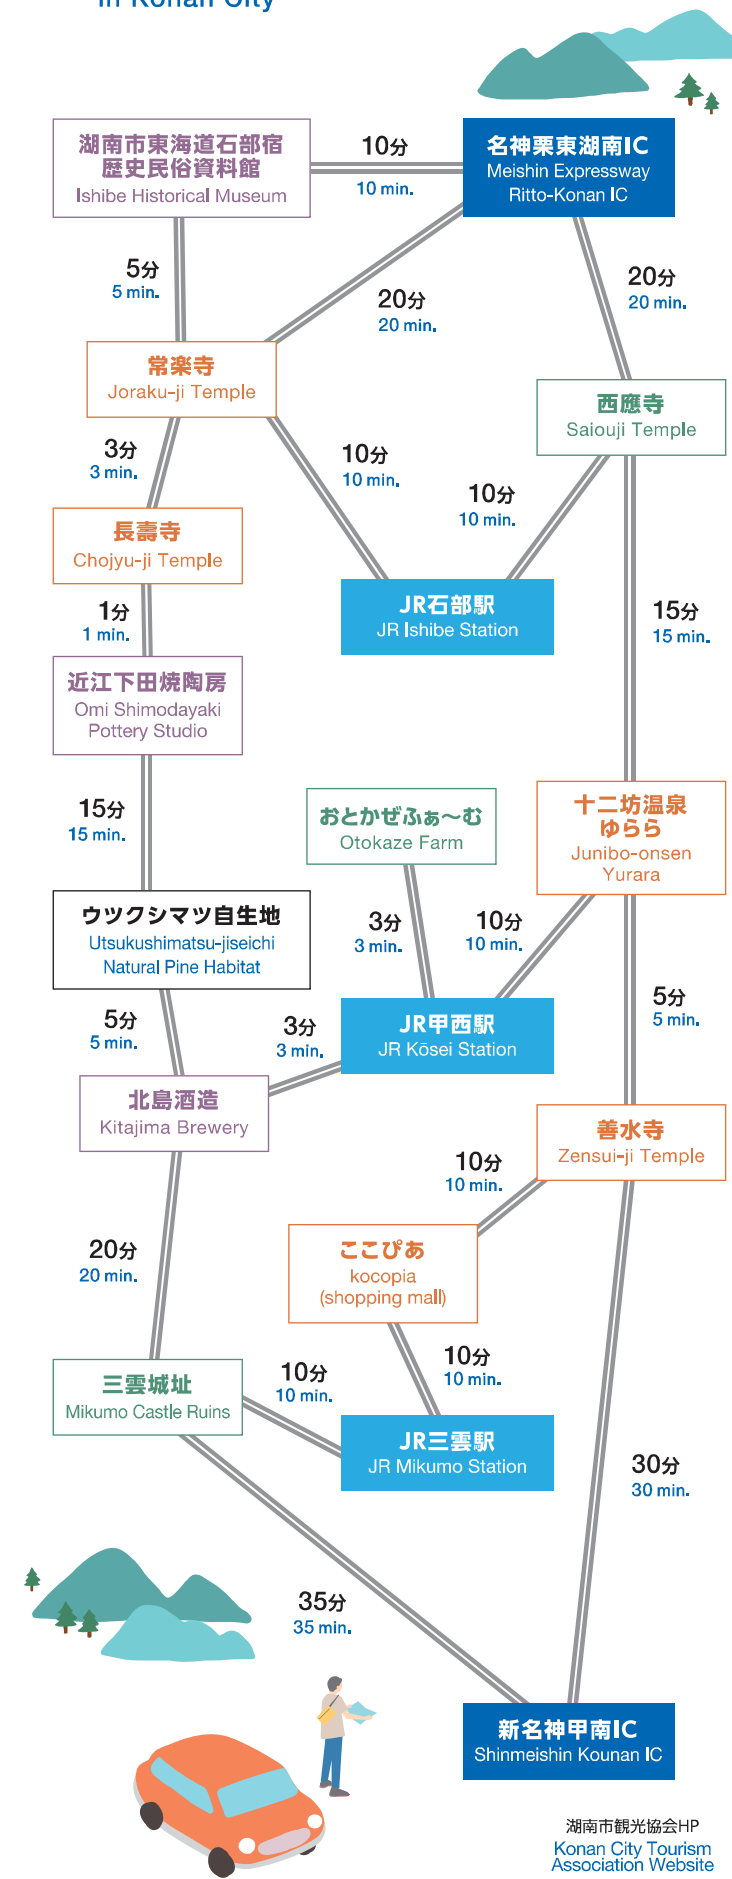 in Konan City
湖南市東海道石部宿
歴史民俗資料館
Ishibe Historical Museum
10分
10 min.
名神栗東湖南IC
Meishin Expressway
Ritto-Konan IC
5分
5 min.
20分
20 min.
20分
20 min.
常楽寺
Joraku-ji Temple
西應寺
Saiouji Temple
3分
3 min.
10分
10 min.
10分
10 min.
長壽寺
Chojyu-ji Temple
JR石部駅
JR Ishibe Station
1分
1 min.
15分
15 min.
近江下田焼陶房
Omi Shimodayaki
Pottery Studio
15分
15 min.
おとかぜふぁ～む
Otokaze Farm
十二坊温泉
ゆらら
Junibo-onsen
Yurara
ウツクシマツ自生地
Utsukushimatsu-jiseichi
Natural Pine Habitat
3分
3 min.
10分
10 min.
5分
5 min.
3分
3 min.
JR甲西駅
JR Kōsei Station
5分
5 min.
北島酒造
Kitajima Brewery
善水寺
Zensui-ji Temple
10分
10 min.
20分
20 min.
ここぴあ
kocopia
(shopping mall)
10分
10 min.
10分
10 min.
三雲城址
Mikumo Castle Ruins
JR三雲駅
JR Mikumo Station
30分
30 min.
35分
35 min.
新名神甲南IC
Shinmeishin Kounan IC
湖南市観光協会HP
Konan City Tourism
Association Website